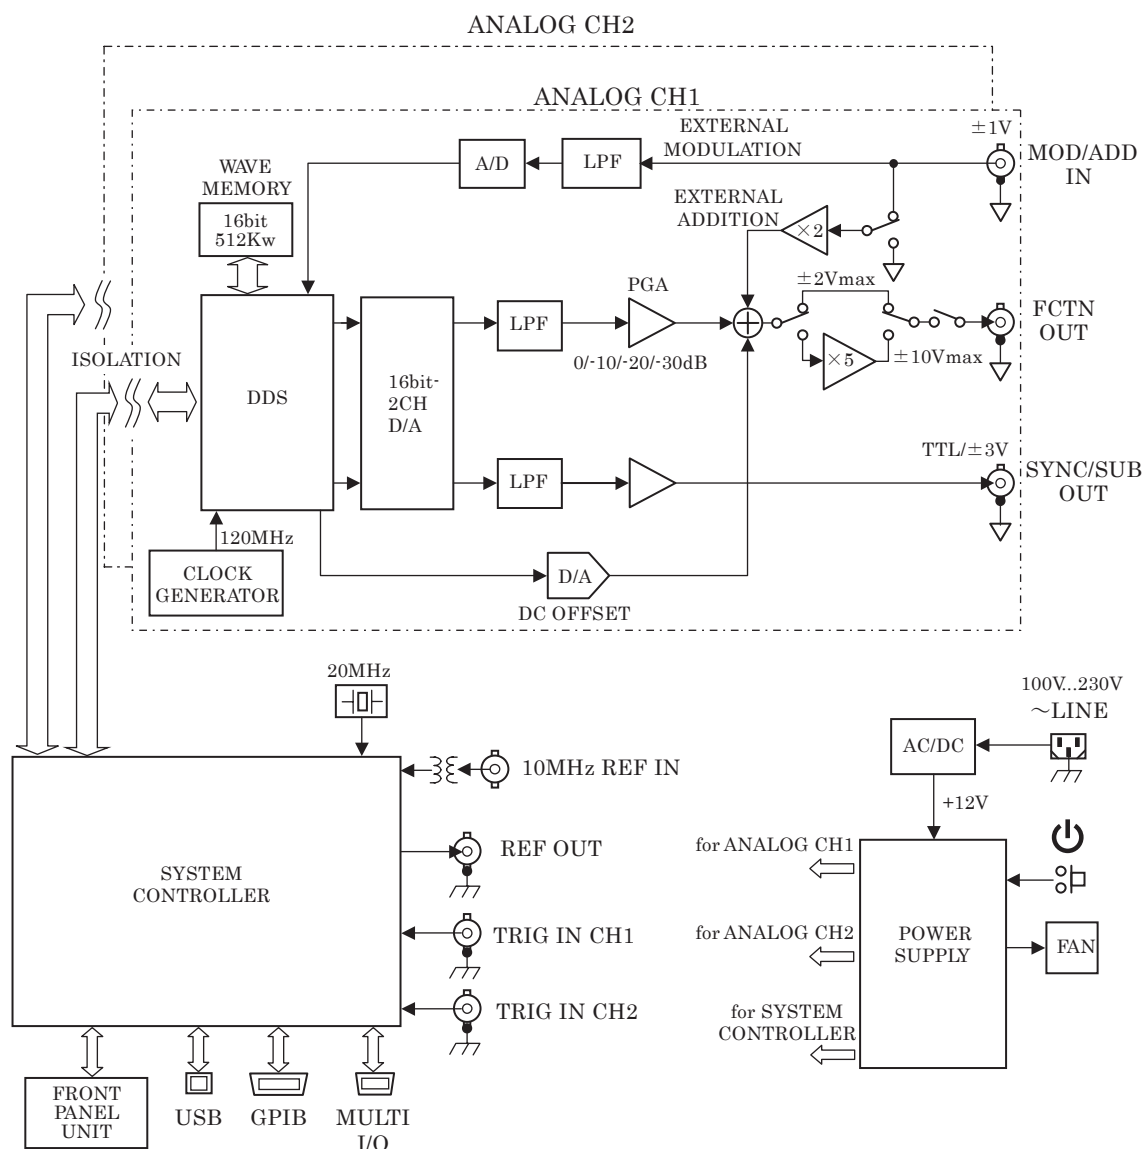 ANALOG CH2
ANALOG CH1
EXTERNAL
MODULATION
±1V
MOD/ADD
IN
A/D
LPF
WAVE
MEMORY
16bit
512Kw
EXTERNAL
ADDITION
×2
±2Vmax
PGA
LPF
FCTN
OUT
0/-10/-20/-30dB
×5
±10Vmax
ISOLATION
DDS
16bit-
2CH
D/A
TTL/±3V
LPF
SYNC/SUB
OUT
120MHz
CLOCK
GENERATOR
D/A
DC OFFSET
20MHz
100V...230V
~LINE
AC/DC
10MHz REF IN
+12V
REF OUT
for ANALOG CH1
SYSTEM
CONTROLLER
TRIG IN CH1
for ANALOG CH2
POWER
SUPPLY
FAN
TRIG IN CH2
for SYSTEM
CONTROLLER
FRONT
PANEL
UNIT
USB
GPIB
MULTI
I/O